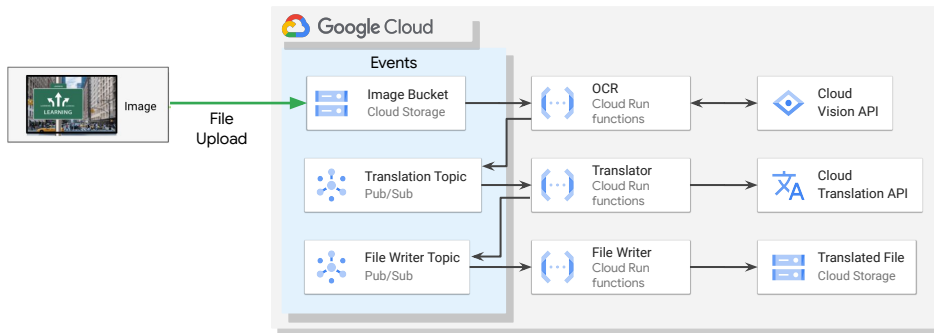 Google Cloud
Events
LEARNING
Image
File
Upload
Image Bucket
Cloud Storage
OCR
Cloud Run
functions
Cloud
Vision API
Translation Topic
Pub/Sub
Translator
Cloud Run
functions
Cloud
Translation API
File Writer Topic
Pub/Sub
File Writer
Cloud Run
functions
Translated File
Cloud Storage